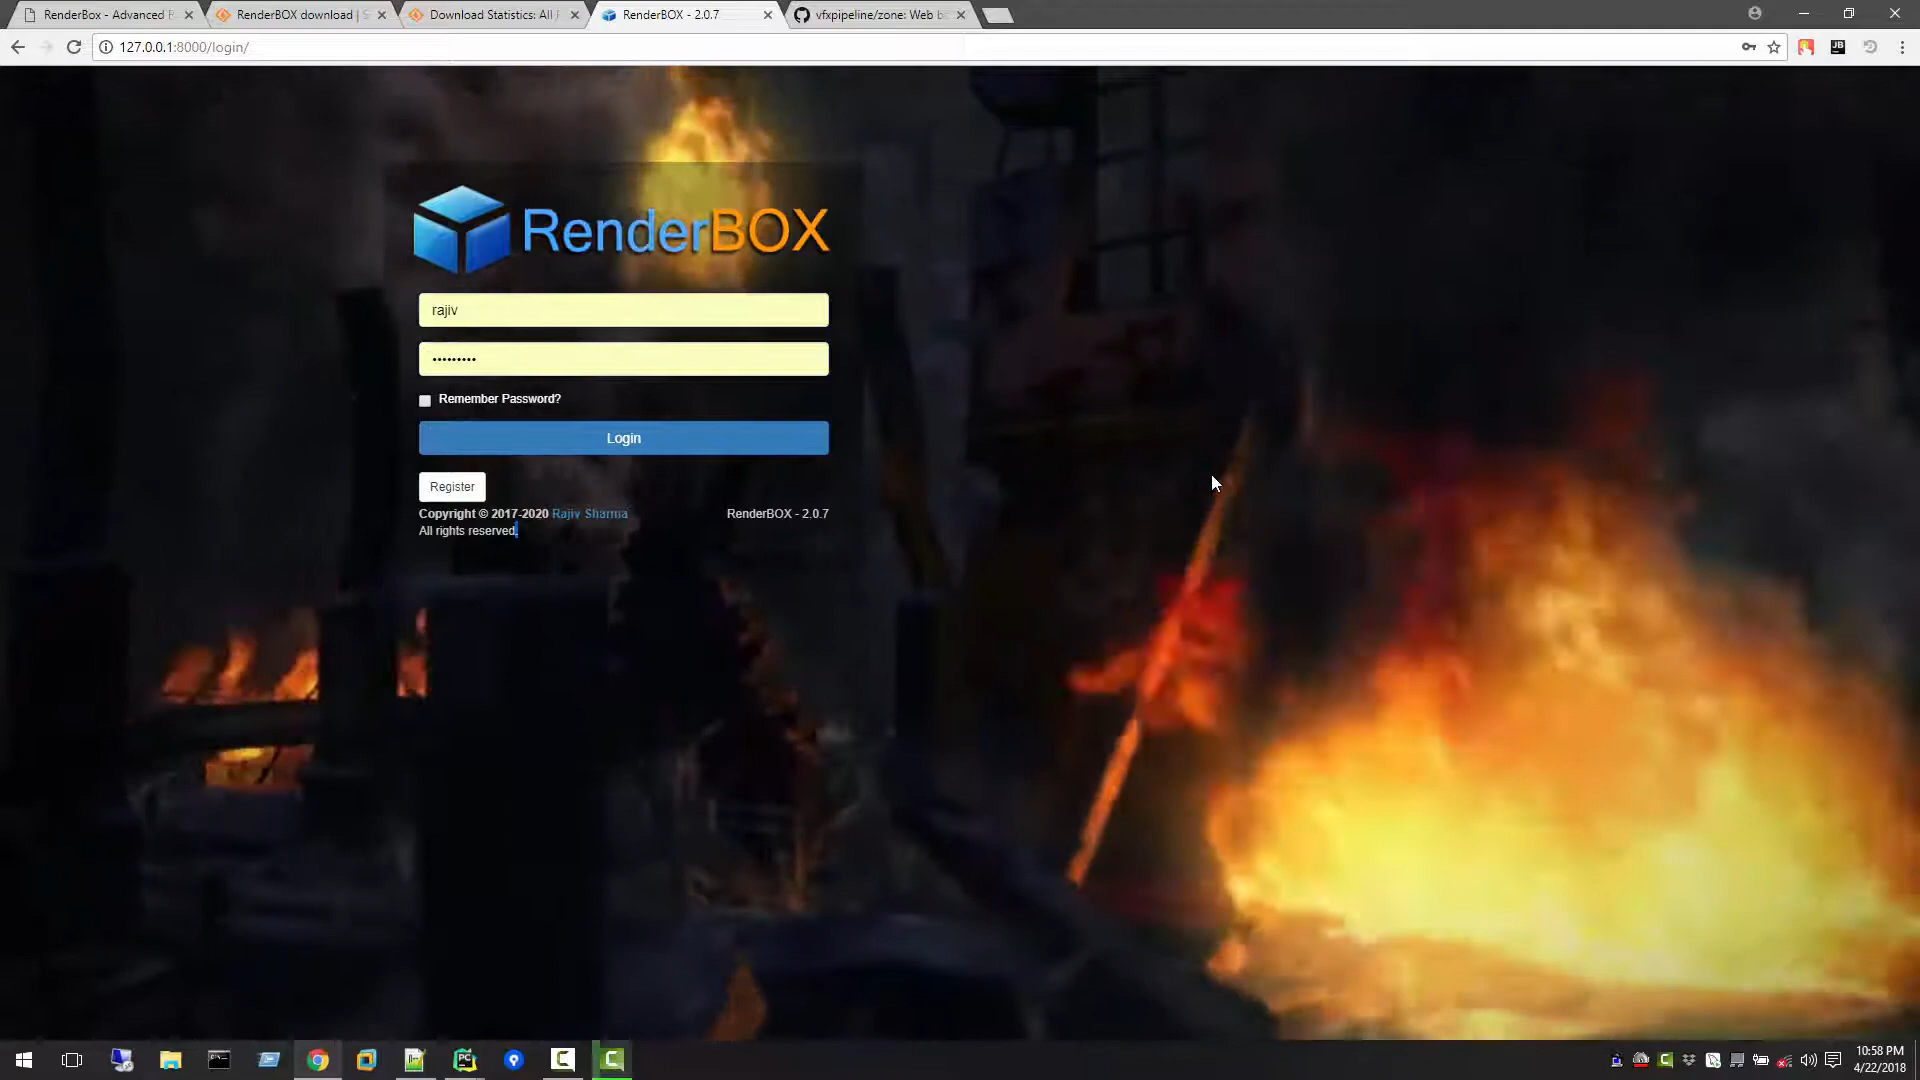 RenderBox - Advanced
RenderBOX download | S
Download Statistics: All F
RenderBOX - 2.0.7
vfxpipeline/zone: Web b
127.0.0.1:8000/login/
RenderBOX
rajiv
•••••••••
Remember Password?
Login
Register
Copyright © 2017-2020 Rajiv Sharma
RenderBOX - 2.0.7
All rights reserved.
10:58 PM
4/22/2018